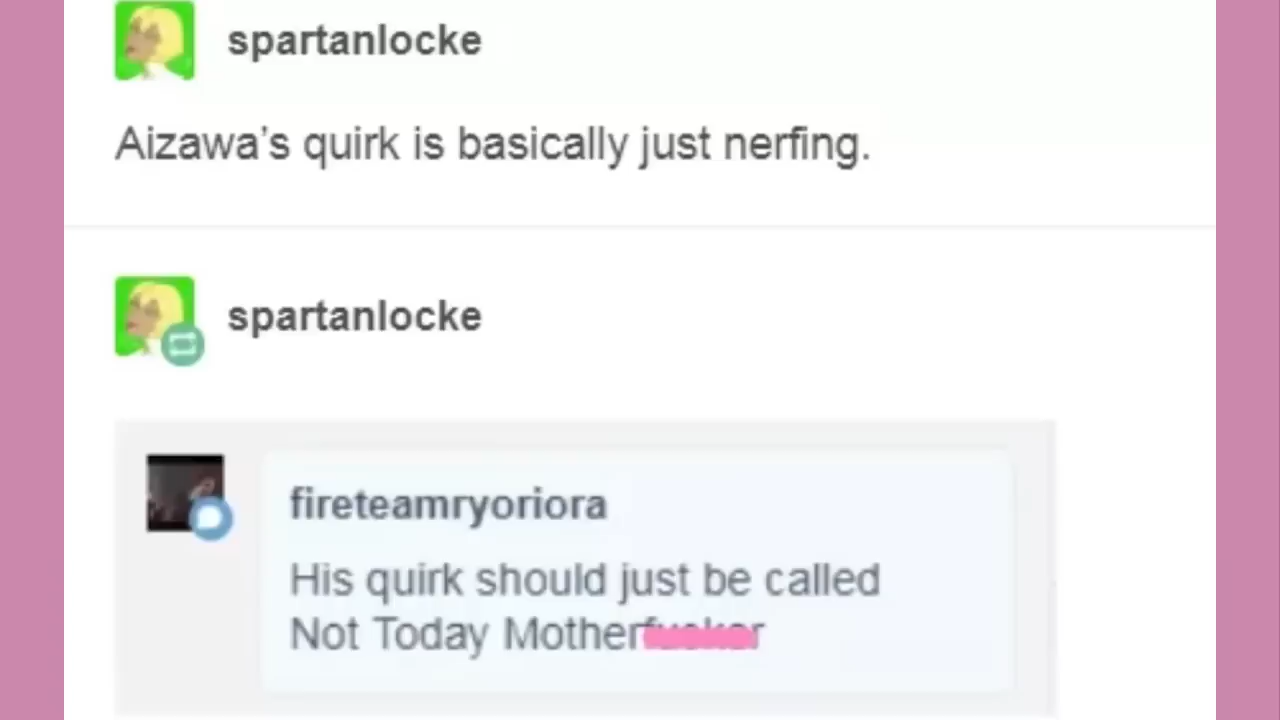 spartanlocke
Aizawa's quirk is basically just nerfing.
spartanlocke
fireteamryoriora
His quirk should just be called
Not Today Motherfucker